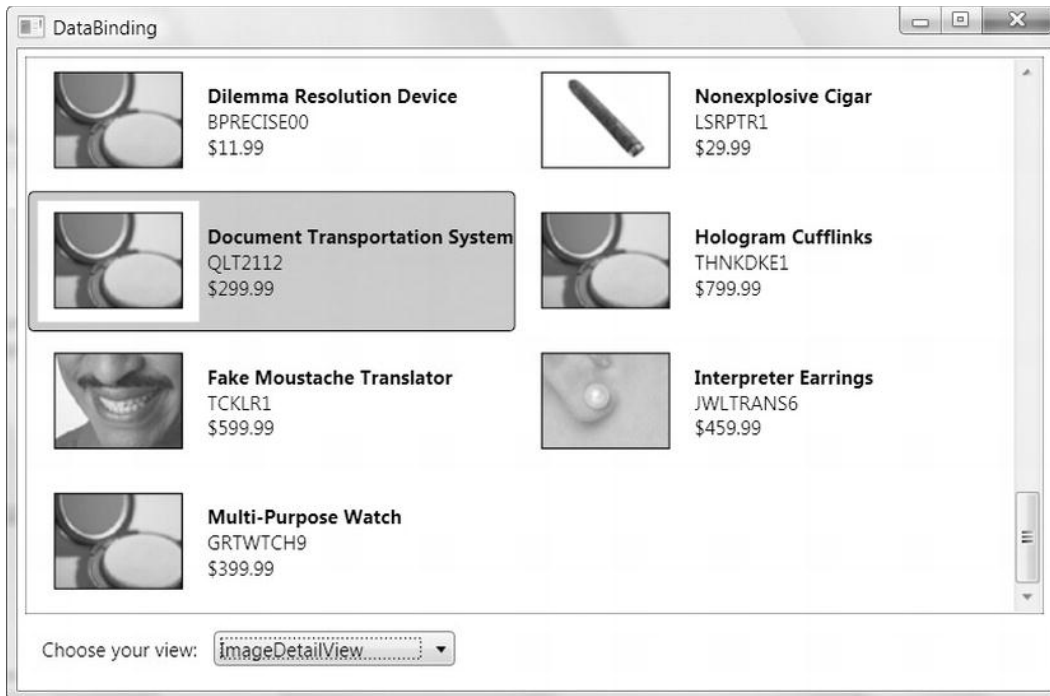 DataBinding
Dilemma Resolution Device
BPRECISE00
$11.99
Nonexplosive Cigar
LSRPTR1
$29.99
Document Transportation System
QLT2112
$299.99
Hologram Cufflinks
THNKDKE1
$799.99
Fake Moustache Translator
TCKLR1
$599.99
Interpreter Earrings
JWLTRANS6
$459.99
Multi-Purpose Watch
GRTWTCH9
$399.99
Choose your view: ImageDetailView